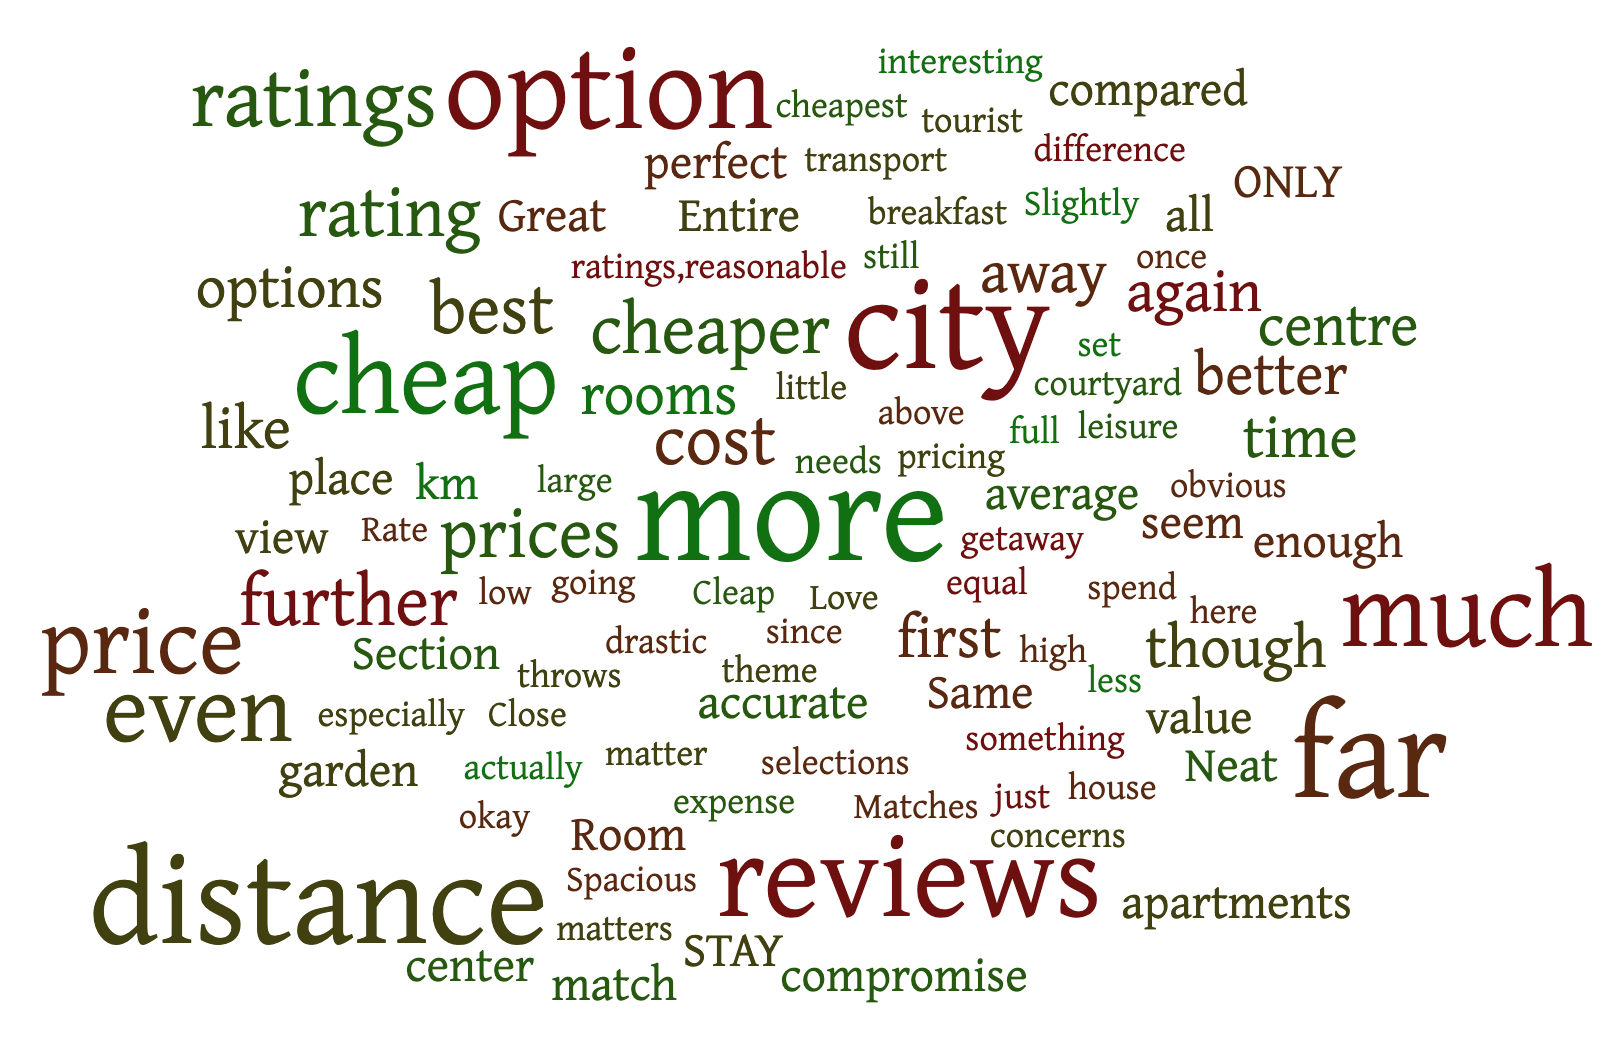 interesting
ratings option cheapest compared
tourist
perfect transport difference
ONLY
rating Great Entire breakfast Slightly all
ratings,reasonable still away once
options best cheaper city again centre
cheap rooms little set courtyard better
like cost above full leisure time
needs pricing
place km large more average obvious
view Rate prices getaway seem enough
further low going Cleap Love equal spend here much
price Section drastic since first high though
throws theme less
even especially Close accurate Same value far
garden actually matter selections something Neat
okay expense Matches just house
Room concerns
distance Spacious reviews apartments
matters
center match STAY compromise